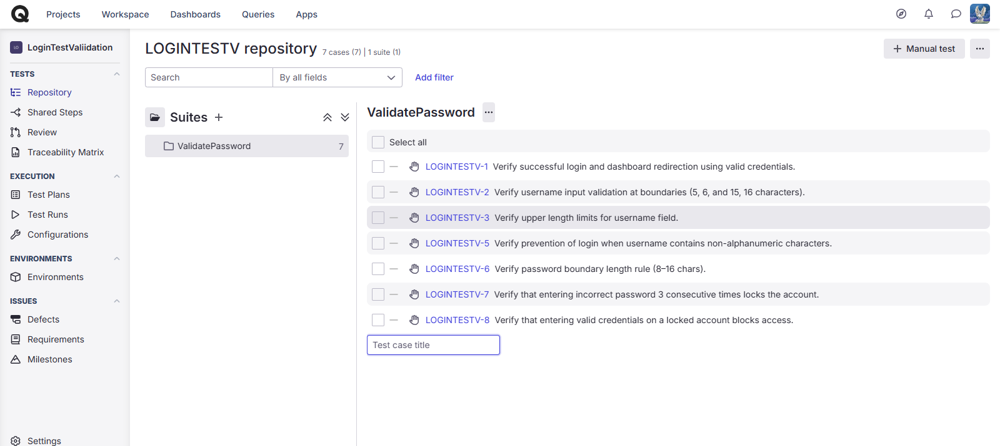 Projects
Workspace
Dashboards
Queries
Apps
LO
LoginTestValiidation
TESTS
Repository
Shared Steps
Review
Traceability Matrix
EXECUTION
Test Plans
Test Runs
Configurations
ENVIRONMENTS
Environments
ISSUES
Defects
Requirements
Milestones
Settings
LOGINTESTV repository 7 cases (7) | 1 suite (1)
+ Manual test
Search
By all fields
Add filter
Suites +
ValidatePassword 7
ValidatePassword
Select all
LOGINTESTV-1 Verify successful login and dashboard redirection using valid credentials.
LOGINTESTV-2 Verify username input validation at boundaries (5, 6, and 15, 16 characters).
LOGINTESTV-3 Verify upper length limits for username field.
LOGINTESTV-5 Verify prevention of login when username contains non-alphanumeric characters.
LOGINTESTV-6 Verify password boundary length rule (8–16 chars).
LOGINTESTV-7 Verify that entering incorrect password 3 consecutive times locks the account.
LOGINTESTV-8 Verify that entering valid credentials on a locked account blocks access.
Test case title